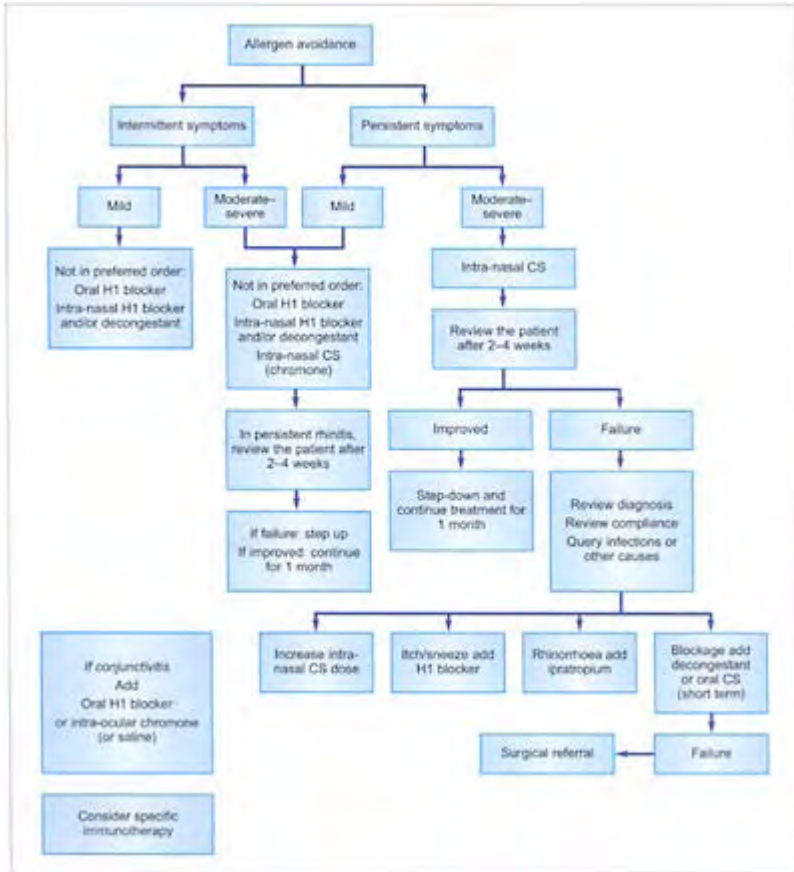 Allergen avoidance
Intermittent symptoms
Persistent symptoms
Mild
Moderate–
severe
Mild
Moderate–
severe
Not in preferred order:
Oral H1 blocker
Intra-nasal H1 blocker
and/or decongestant
Not in preferred order:
Oral H1 blocker
Intra-nasal H1 blocker
and/or decongestant
Intra-nasal CS
(chromone)
Intra-nasal CS
Review the patient
after 2–4 weeks
In persistent rhinitis,
review the patient after
2–4 weeks
Improved
Failure
If failure: step up
If improved: continue
for 1 month
Step-down and
continue treatment for
1 month
Review diagnosis
Review compliance
Query infections or
other causes
Increase intra-
nasal CS dose
Itch/sneeze add
H1 blocker
Rhinorrhoea add
ipratropium
Blockage add
decongestant
or oral CS
(short term)
Surgical referral
Failure
If conjunctivitis
Add
Oral H1 blocker
or intra-ocular chromone
(or saline)
Consider specific
immunotherapy